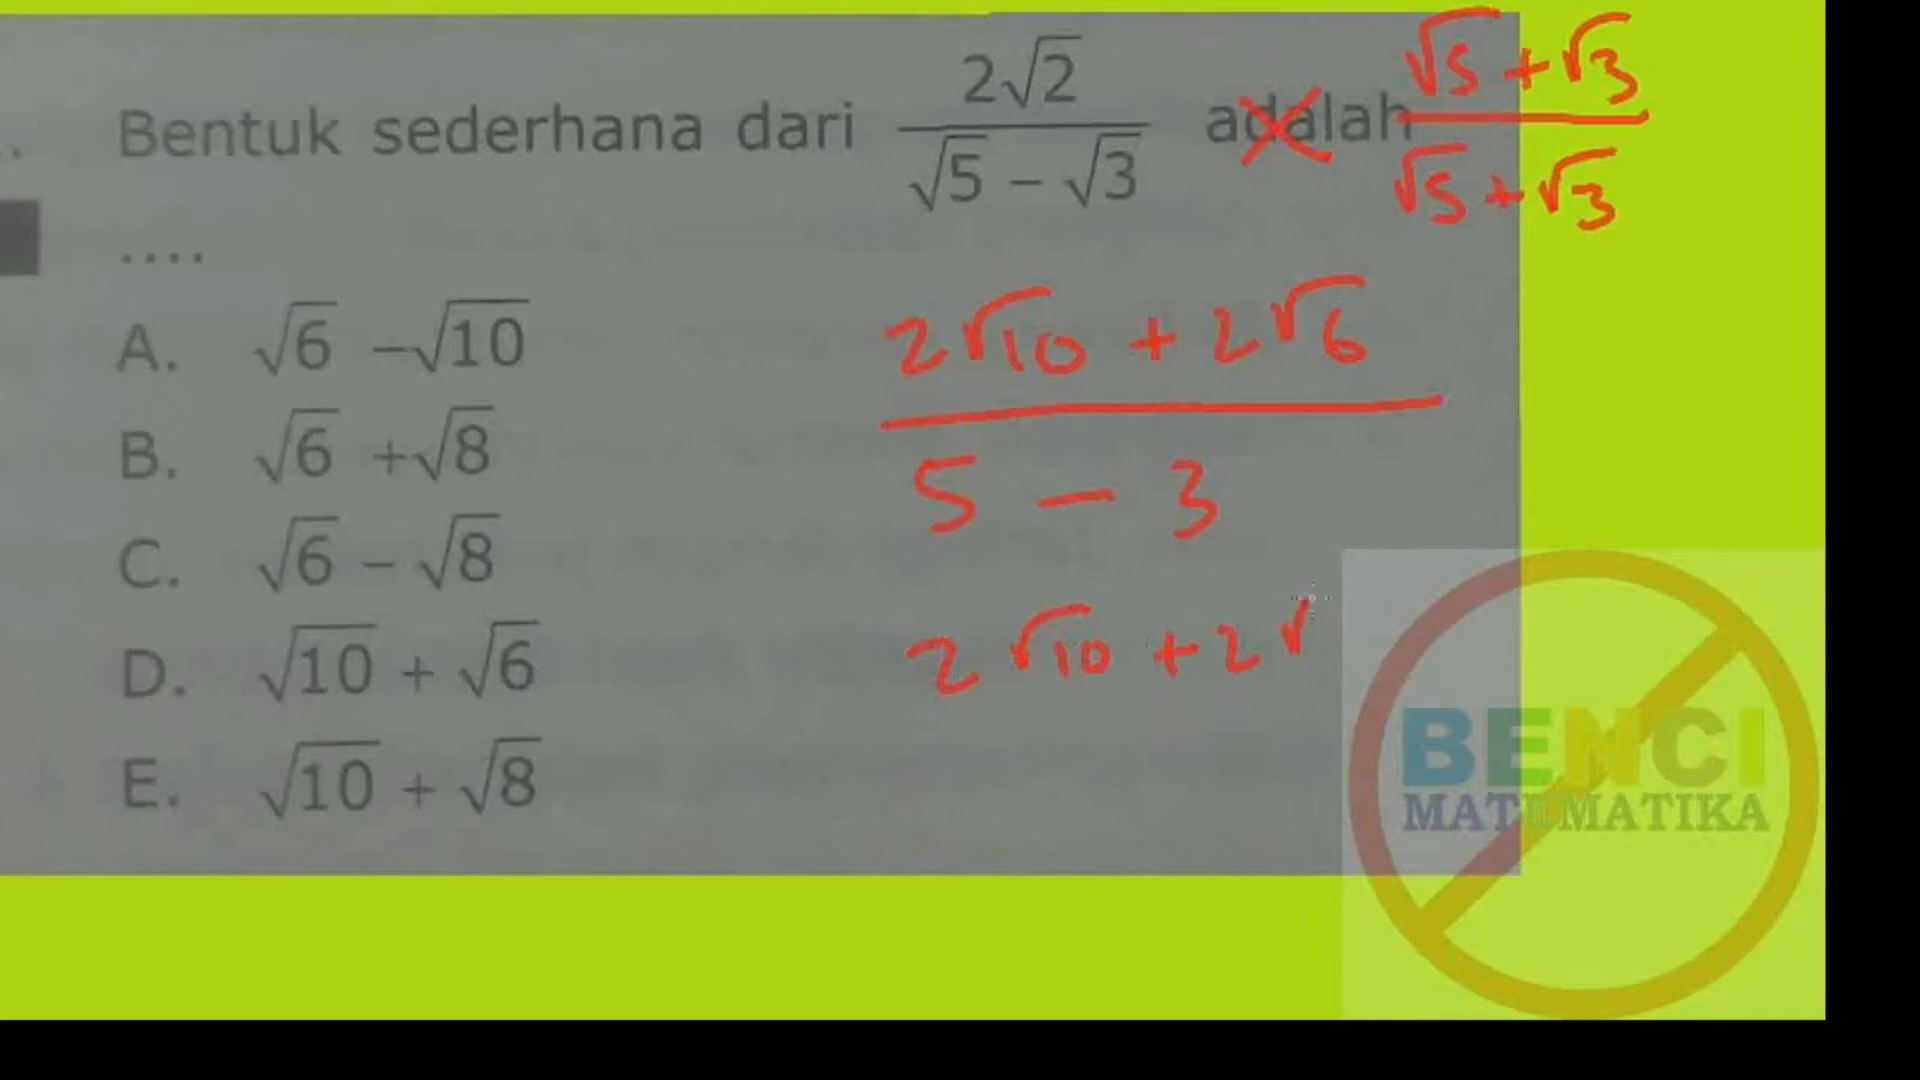 Bentuk sederhana dari 2√2 / √5 − √3 adalah × √5 + √3 / √5 + √3
....
A. √6 −√10
B. √6 +√8
C. √6 − √8
D. √10 + √6
E. √10 + √8
2√10 + 2√6
5 − 3
2√10 + 2√
BENCI
MATEMATIKA